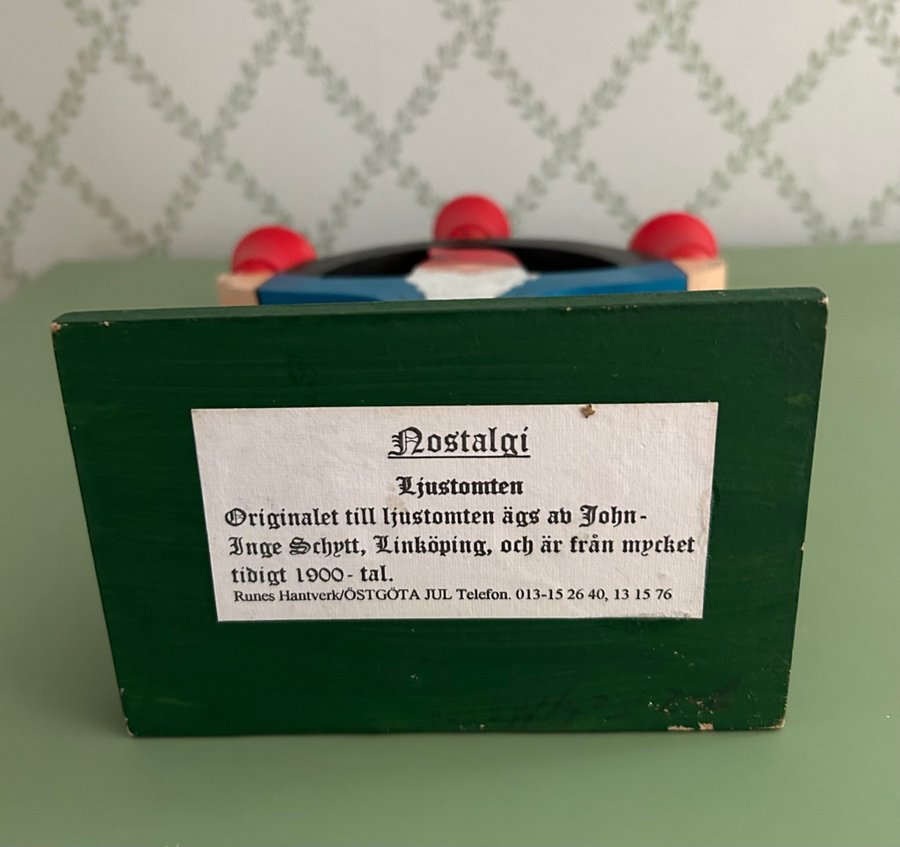 Nostalgi
Ljustomten
Originalet till ljustomten ägs av John-
Inge Schytt, Linköping, och är från mycket
tidigt 1900- tal.
Runes Hantverk/ÖSTGÖTA JUL Telefon. 013-15 26 40, 13 15 76